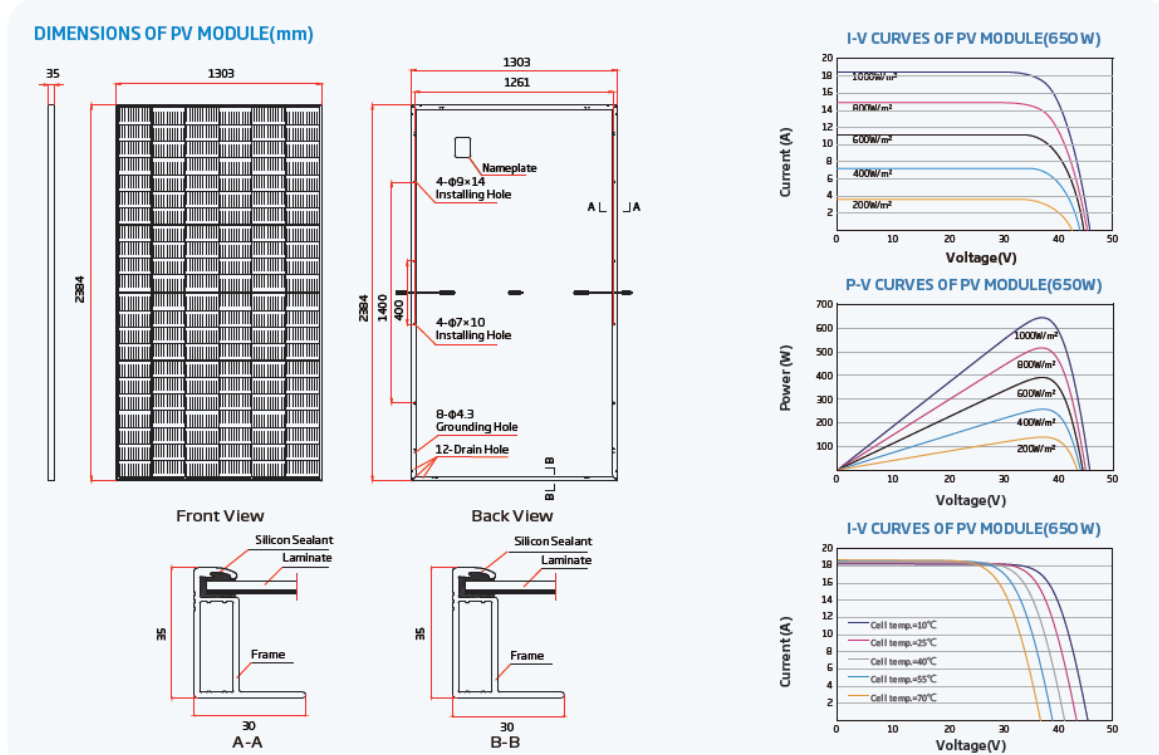 DIMENSIONS OF PV MODULE(mm)
35
1303
2384
Front View
1303
1261
Nameplate
4-Φ9×14
Installing Hole
A
A
2384
1400
400
4-Φ7×10
Installing Hole
8-Φ4.3
Grounding Hole
12-Drain Hole
B
B
Back View
Silicon Sealant
Laminate
35
Frame
30
A-A
Silicon Sealant
Laminate
35
Frame
30
B-B
I-V CURVES OF PV MODULE(650W)
Current (A)
20
18
16
14
12
10
8
6
4
2
1000W/m²
800W/m²
600W/m²
400W/m²
200W/m²
0 10 20 30 40 50
Voltage(V)
P-V CURVES OF PV MODULE(650W)
Power (W)
700
600
500
400
300
200
100
1000W/m²
800W/m²
600W/m²
400W/m²
200W/m²
0 10 20 30 40 50
Voltage(V)
I-V CURVES OF PV MODULE(650W)
Current (A)
20
18
16
14
12
10
8
6
4
2
Cell temp.=10℃
Cell temp.=25℃
Cell temp.=40℃
Cell temp.=55℃
Cell temp.=70℃
0 10 20 30 40 50
Voltage(V)